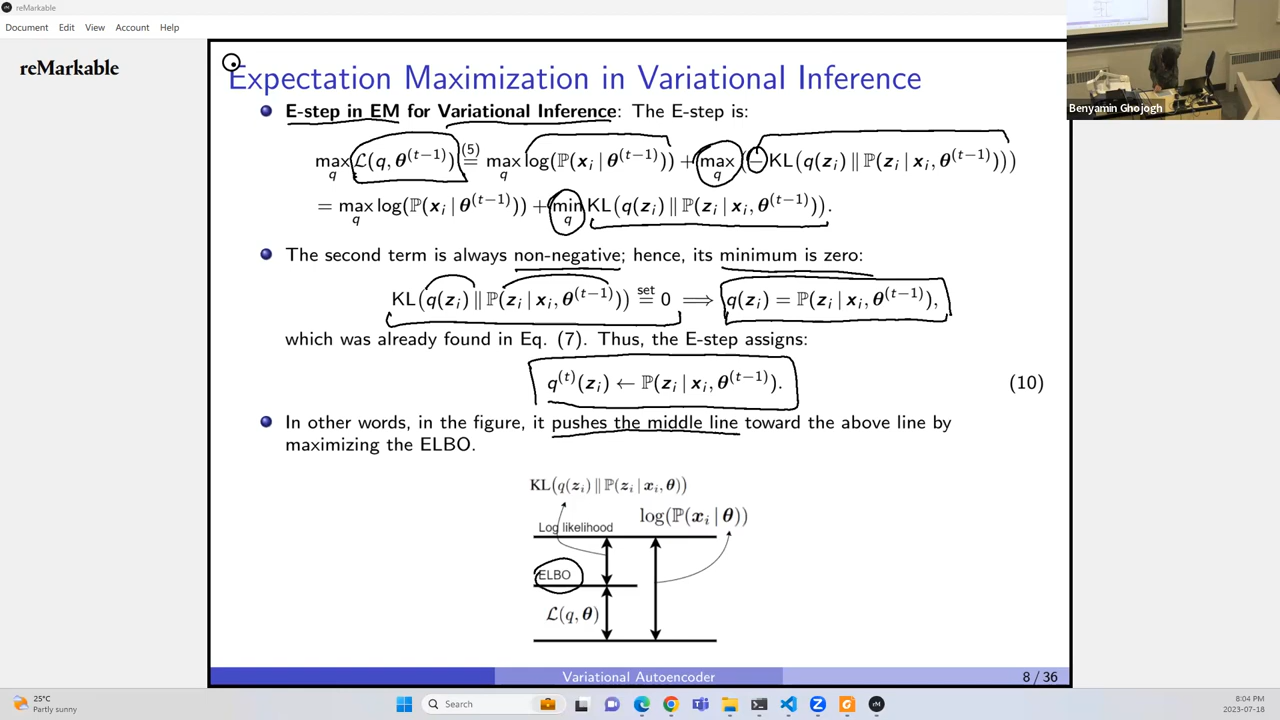 reMarkable
Document Edit View Account Help
reMarkable
Expectation Maximization in Variational Inference
E-step in EM for Variational Inference: The E-step is:
max_q ℒ(q, θ^(t−1)) (5)= max_q log(ℙ(x_i | θ^(t−1))) + max_q (−KL(q(z_i) ‖ ℙ(z_i | x_i, θ^(t−1))))
= max_q log(ℙ(x_i | θ^(t−1))) + min_q KL(q(z_i) ‖ ℙ(z_i | x_i, θ^(t−1))).
The second term is always non-negative; hence, its minimum is zero:
KL(q(z_i) ‖ ℙ(z_i | x_i, θ^(t−1))) set= 0 ⟹ q(z_i) = ℙ(z_i | x_i, θ^(t−1)),
which was already found in Eq. (7). Thus, the E-step assigns:
q^(t)(z_i) ← ℙ(z_i | x_i, θ^(t−1)). (10)
In other words, in the figure, it pushes the middle line toward the above line by
maximizing the ELBO.
KL(q(z_i) ‖ ℙ(z_i | x_i, θ))
log(ℙ(x_i | θ))
Log likelihood
ELBO
ℒ(q, θ)
Variational Autoencoder 8 / 36
Benyamin Ghojogh
25°C
Partly sunny
Search
8:04 PM
2023-07-18